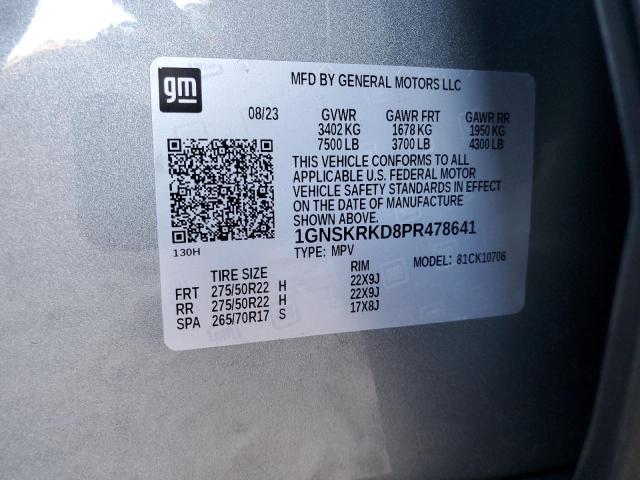 gm
MFD BY GENERAL MOTORS LLC
08/23 GVWR GAWR FRT GAWR RR
3402 KG 1678 KG 1950 KG
7500 LB 3700 LB 4300 LB
THIS VEHICLE CONFORMS TO ALL
APPLICABLE U.S. FEDERAL MOTOR
VEHICLE SAFETY STANDARDS IN EFFECT
ON THE DATE OF MANUFACTURE
SHOWN ABOVE.
1GNSKRKD8PR478641
130H TYPE: MPV MODEL: 81CK10706
TIRE SIZE RIM
FRT 275/50R22 H 22X9J
RR 275/50R22 H 22X9J
SPA 265/70R17 S 17X8J